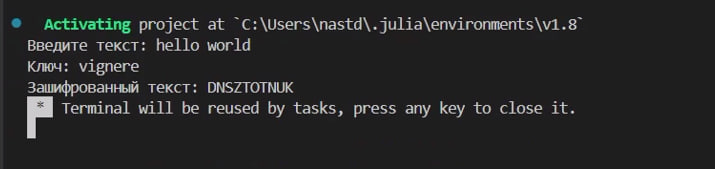 Activating project at `C:\Users\nastd\.julia\environments\v1.8`
Введите текст: hello world
Ключ: vignere
Зашифрованный текст: DNSZTOTNUK
* Terminal will be reused by tasks, press any key to close it.